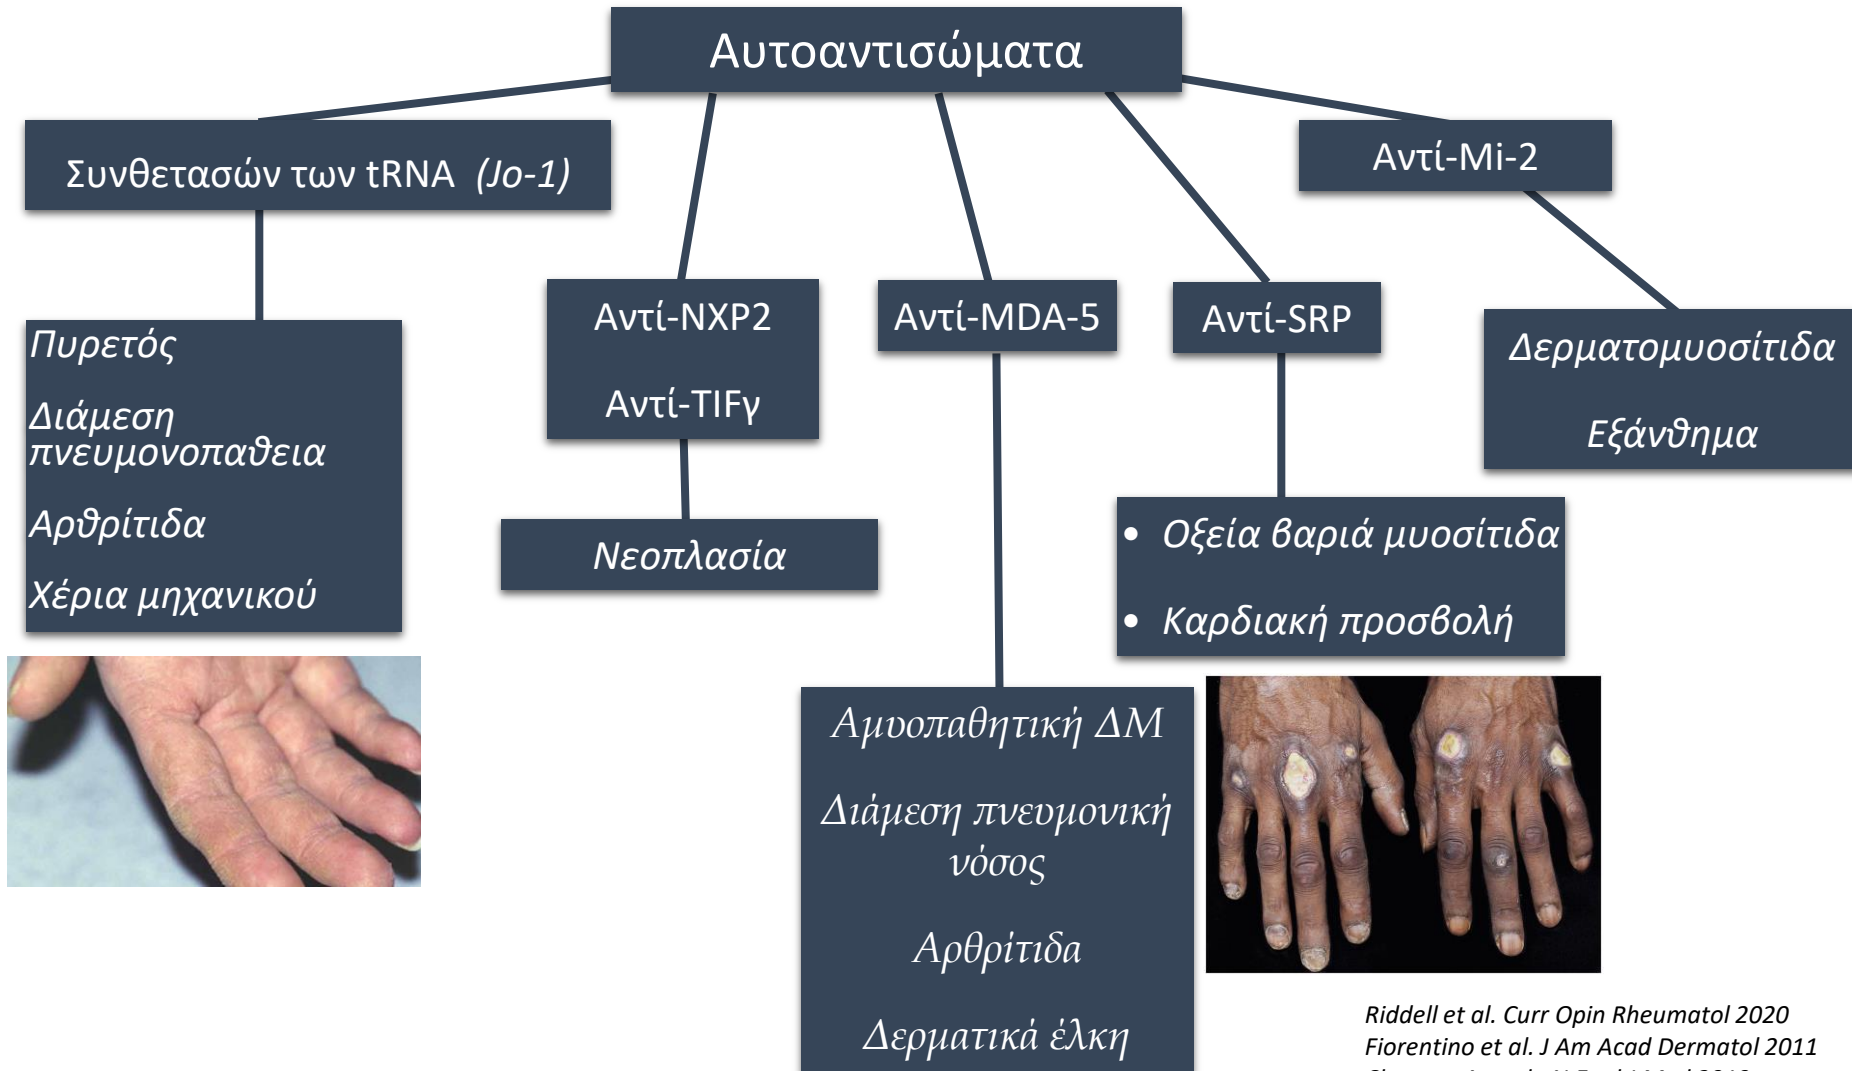 Αυτοαντισώματα
Συνθετασών των tRNA (Jo-1)
Αντί-Mi-2
Αντί-NXP2
Αντί-TIFγ
Αντί-MDA-5
Αντί-SRP
Πυρετός
Διάμεση
πνευμονοπαθεια
Αρθρίτιδα
Χέρια μηχανικού
Νεοπλασία
Δερματομυοσίτιδα
Εξάνθημα
• Οξεία βαριά μυοσίτιδα
• Καρδιακή προσβολή
Αμυοπαθητική ΔΜ
Διάμεση πνευμονική
νόσος
Αρθρίτιδα
Δερματικά έλκη
Riddell et al. Curr Opin Rheumatol 2020
Fiorentino et al. J Am Acad Dermatol 2011